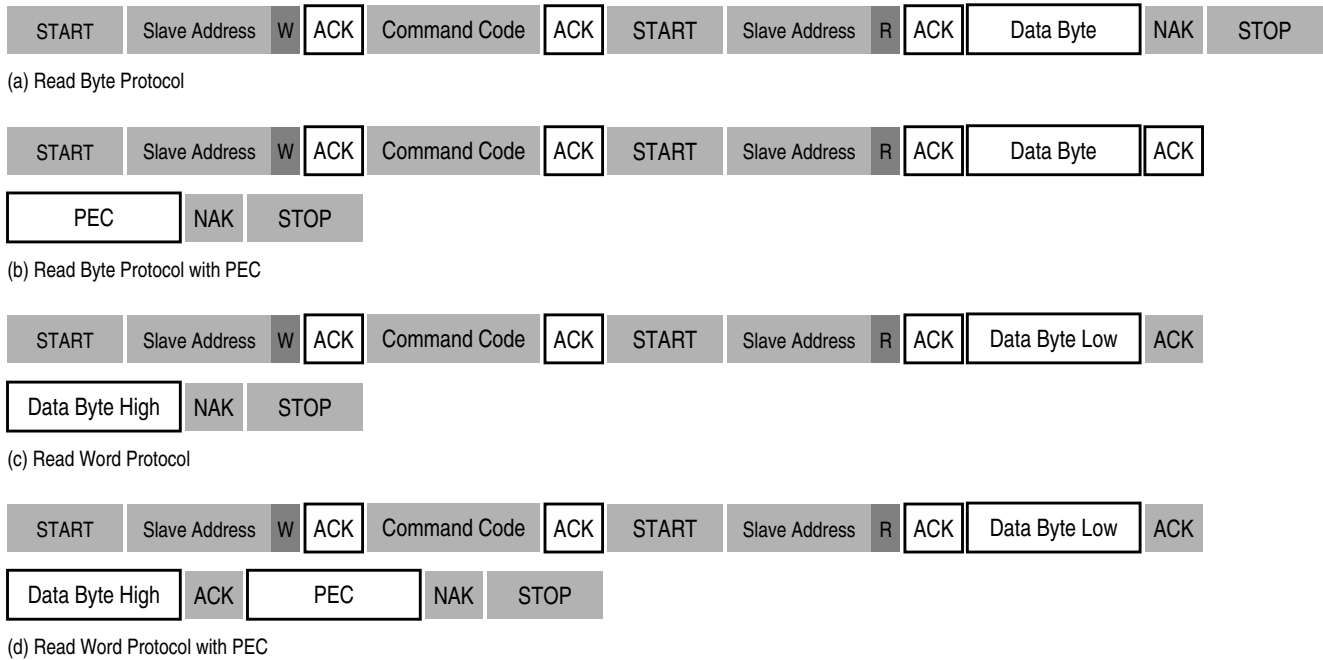 START Slave Address W ACK Command Code ACK START Slave Address R ACK Data Byte NAK STOP
(a) Read Byte Protocol
START Slave Address W ACK Command Code ACK START Slave Address R ACK Data Byte ACK
PEC NAK STOP
(b) Read Byte Protocol with PEC
START Slave Address W ACK Command Code ACK START Slave Address R ACK Data Byte Low ACK
Data Byte High NAK STOP
(c) Read Word Protocol
START Slave Address W ACK Command Code ACK START Slave Address R ACK Data Byte Low ACK
Data Byte High ACK PEC NAK STOP
(d) Read Word Protocol with PEC